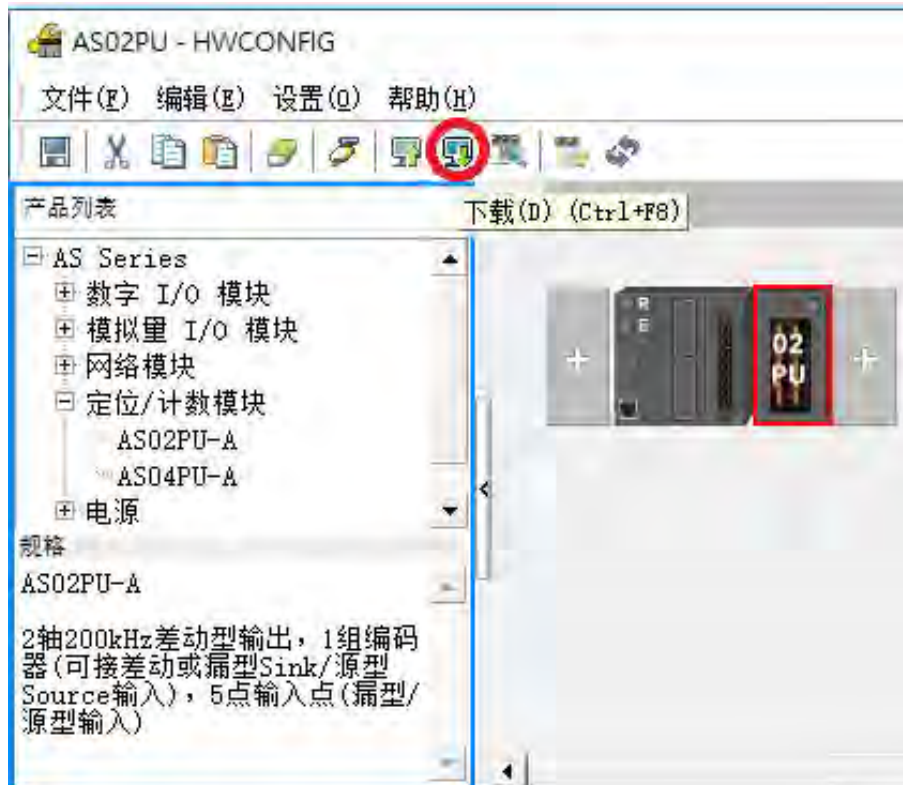 AS02PU - HWCONFIG
文件(F) 编辑(E) 设置(O) 帮助(H)
产品列表
下载(D) (Ctrl+F8)
AS Series
数字 I/O 模块
模拟量 I/O 模块
网络模块
定位/计数模块
AS02PU-A
AS04PU-A
电源
规格
AS02PU-A
2轴200kHz差动型输出，1组编码
器(可接差动或漏型Sink/源型
Source输入)，5点输入点(漏型/
源型输入)
R
E
02
PU